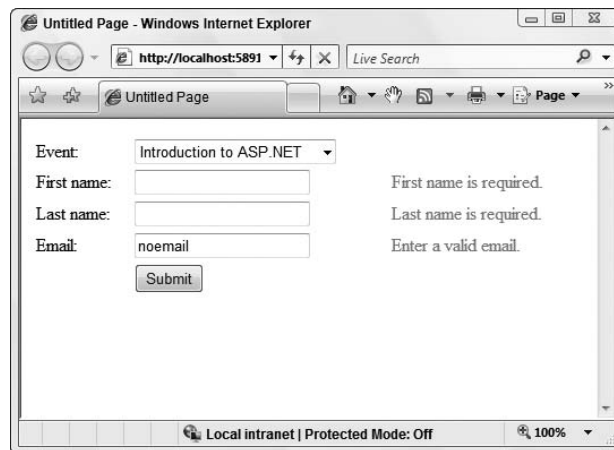 Untitled Page - Windows Internet Explorer
http://localhost:5891
Live Search
Untitled Page
Page
Event: Introduction to ASP.NET
First name: First name is required.
Last name: Last name is required.
Email: noemail Enter a valid email.
Submit
Local intranet | Protected Mode: Off 100%